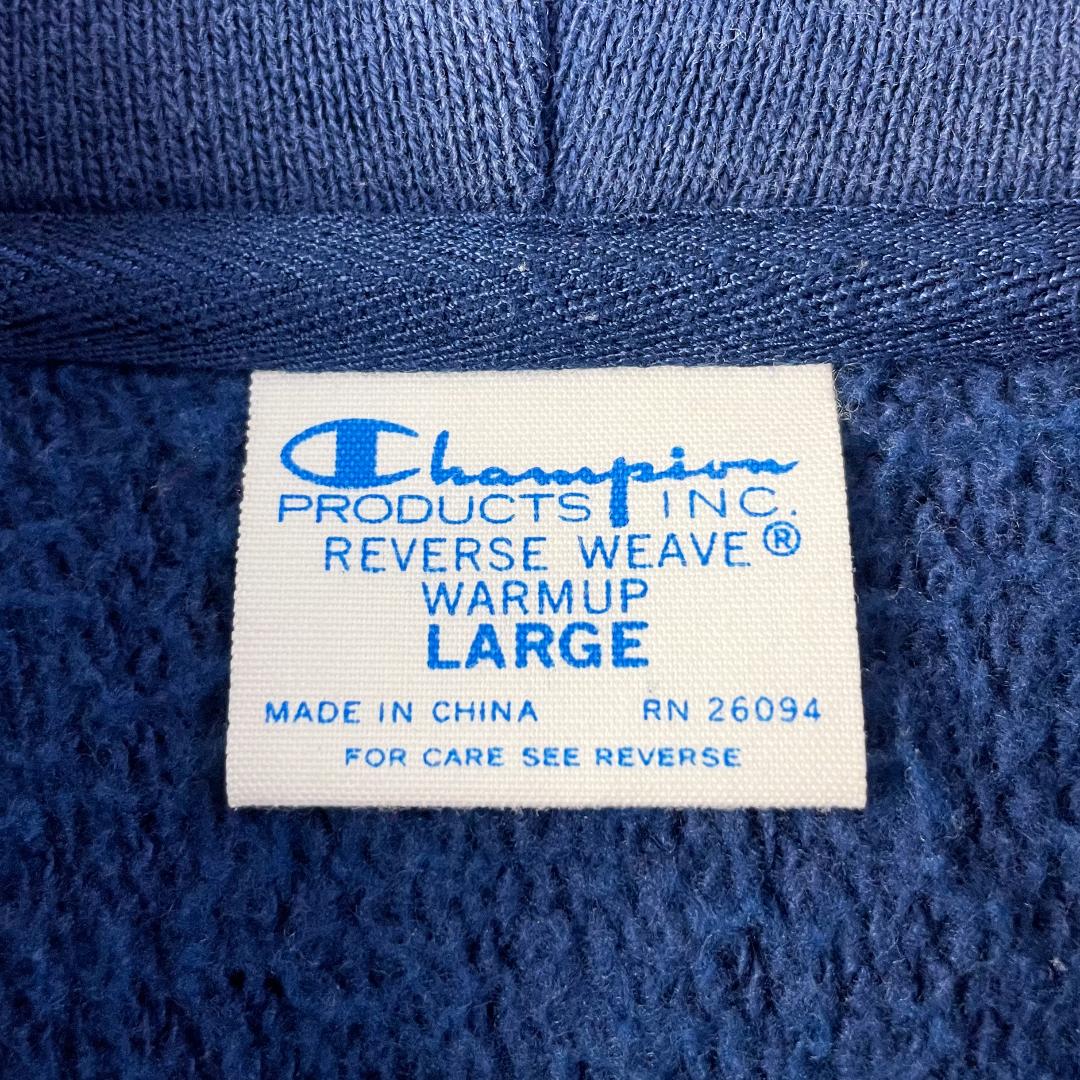 Champion
PRODUCTS INC.
REVERSE WEAVE®
WARMUP
LARGE
MADE IN CHINA RN 26094
FOR CARE SEE REVERSE